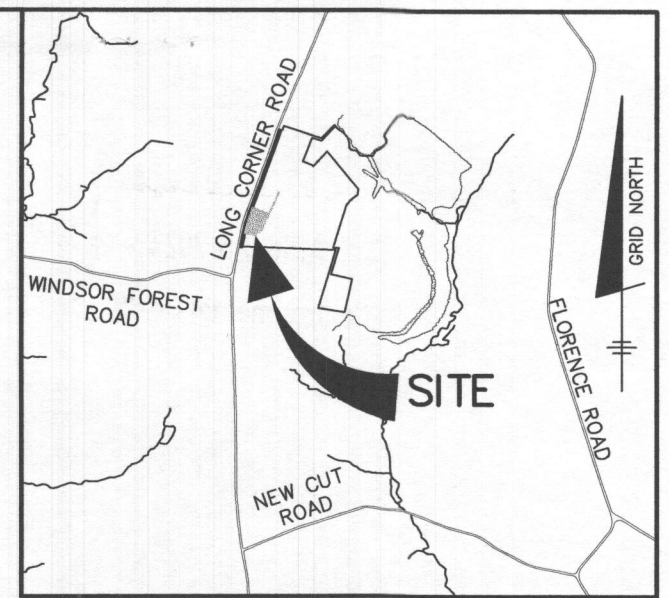 LONG CORNER ROAD
GRID NORTH
WINDSOR FOREST
ROAD
FLORENCE ROAD
SITE
NEW CUT
ROAD